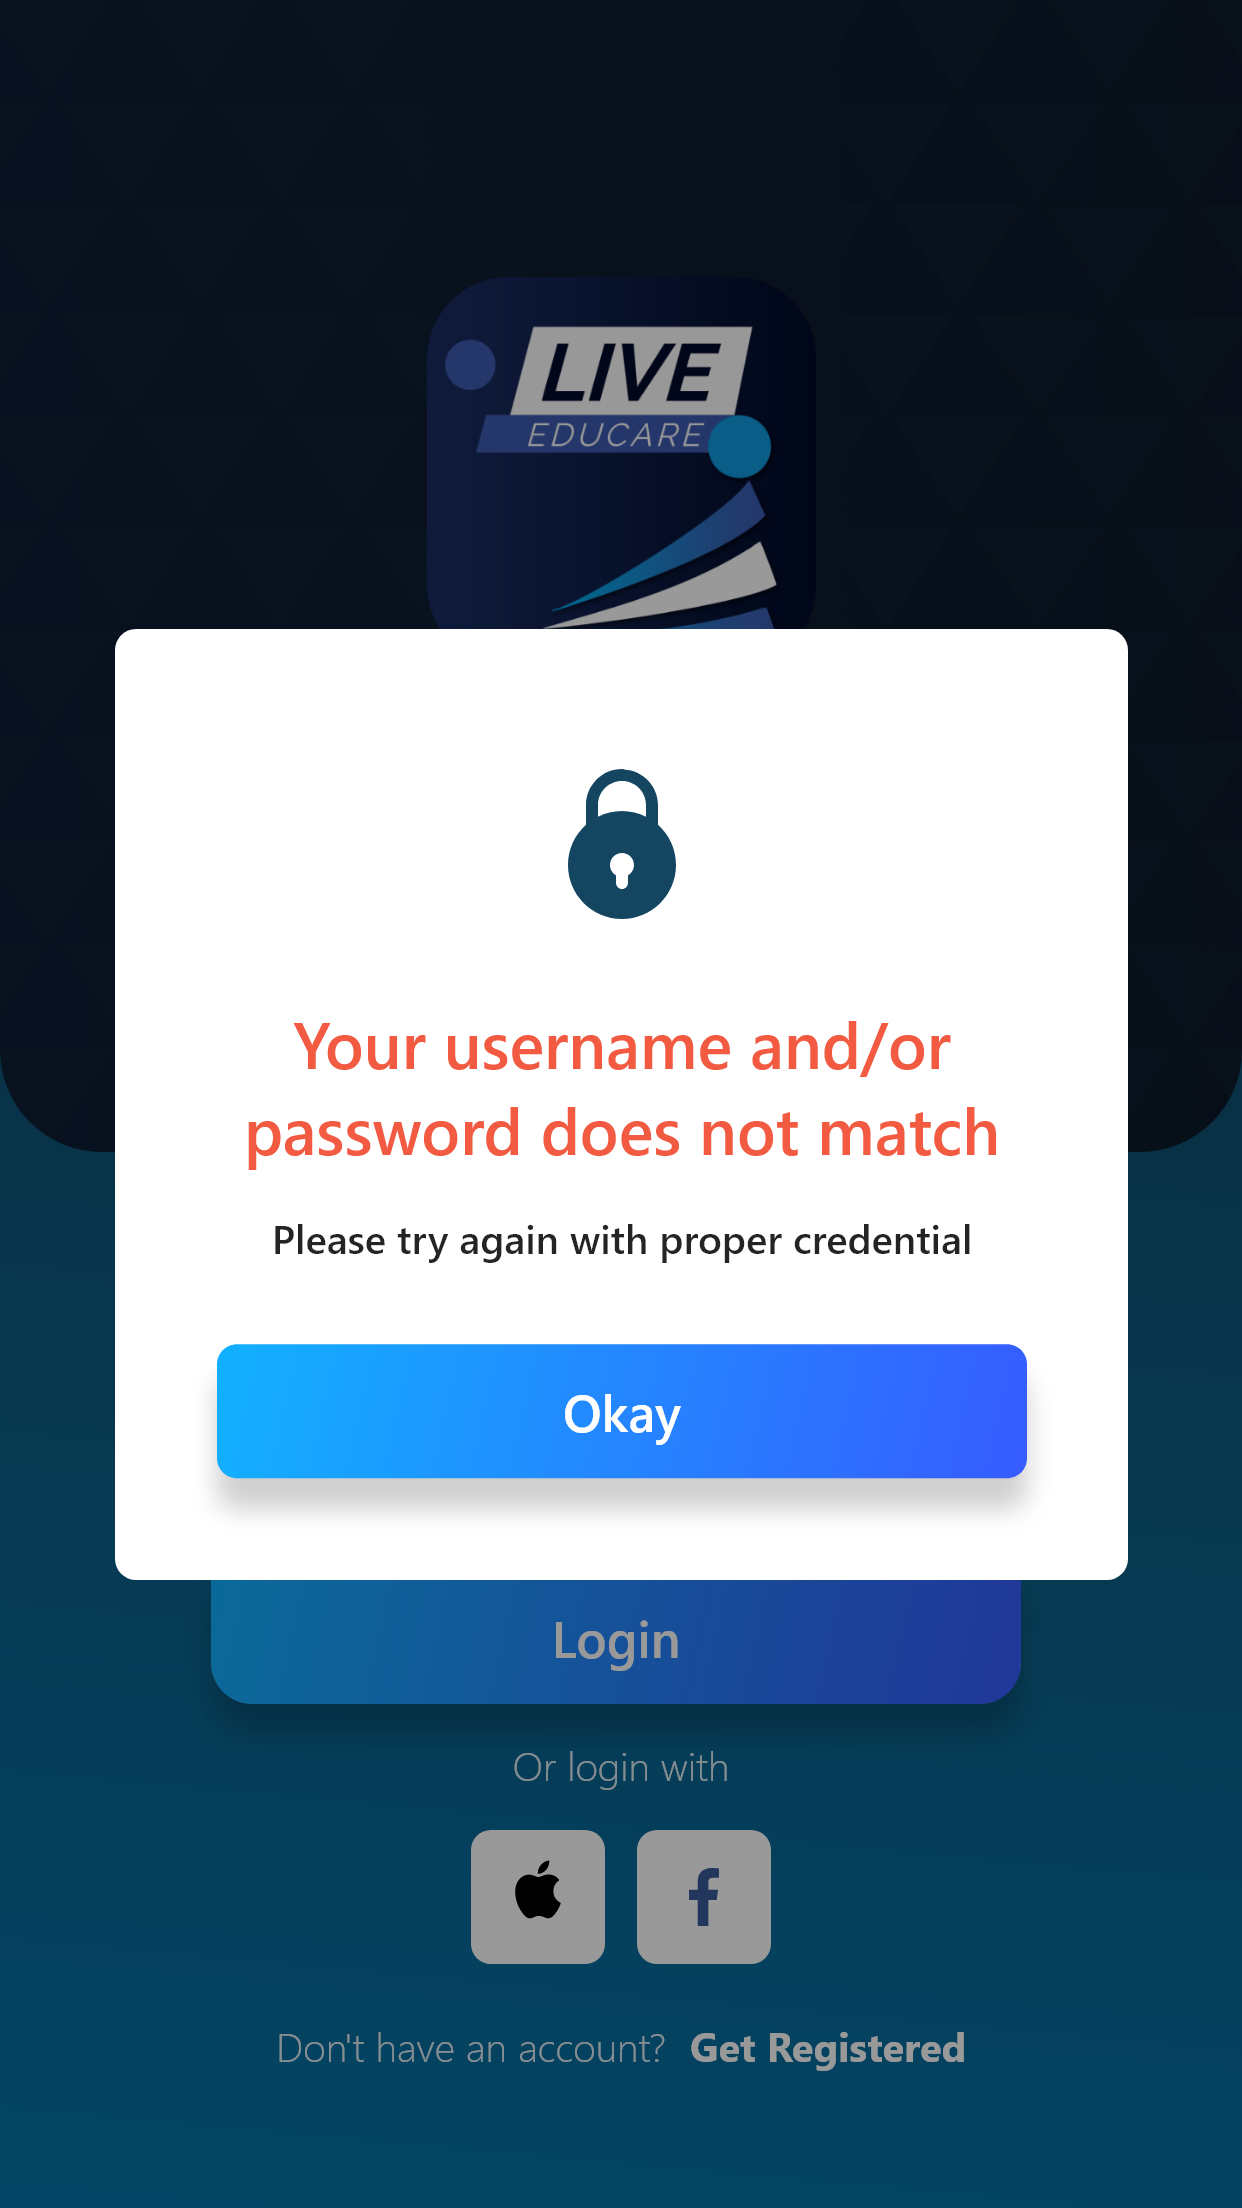 LIVE
EDUCARE
Your username and/or
password does not match
Please try again with proper credential
Okay
Login
Or login with
Don't have an account? Get Registered